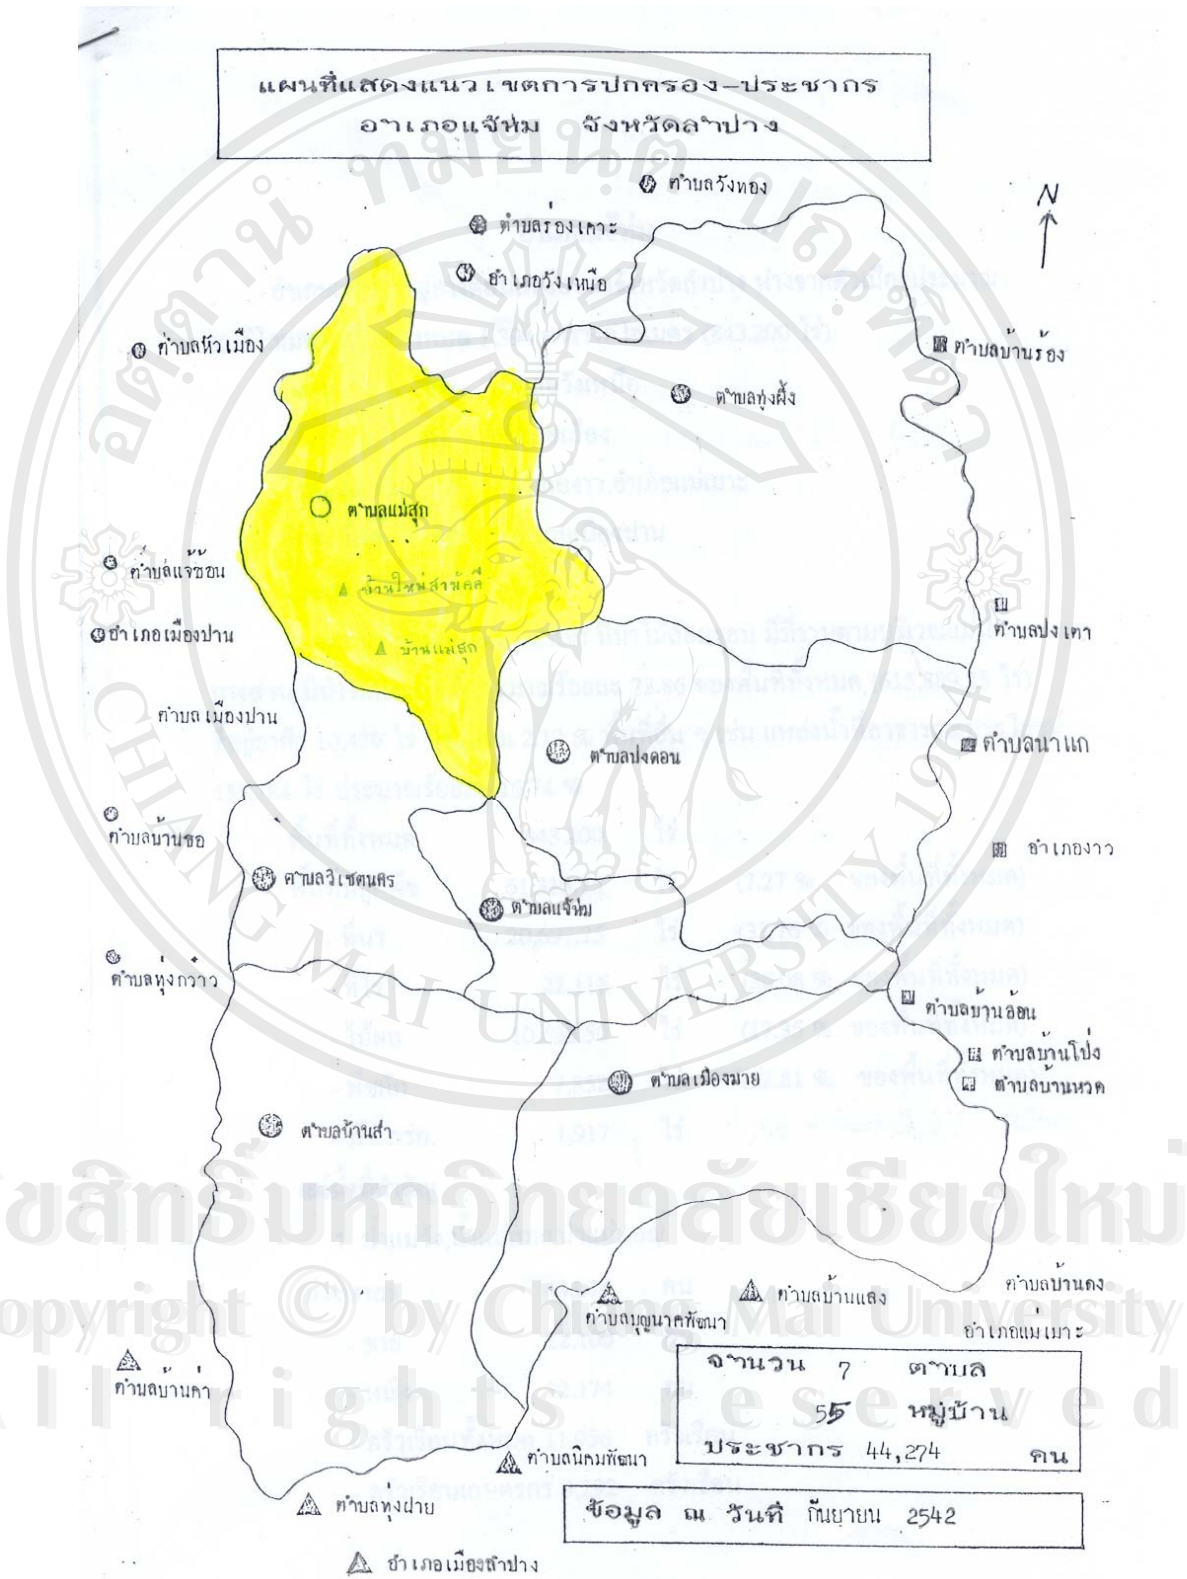 แผนที่แสดงแนวเขตการปกครอง-ประชากร
อำเภอแจ้ห่ม จังหวัดลำปาง
ตำบลวังทอง
N
ตำบลร่องเคาะ
อำเภอวังเหนือ
ตำบลหัวเมือง
ตำบลบ้านร้อง
ตำบลทุ่งผึ้ง
ตำบลแม่สุก
ตำบลแจ้ซ้อน
บ้านใหม่สามัคคี
อำเภอเมืองปาน
บ้านแม่สุก
ตำบลปงเตา
ตำบลเมืองปาน
ตำบลปงดอน
ตำบลนาแก
ตำบลบ้านขอ
อำเภองาว
ตำบลวิเชตนคร
ตำบลแจ้ห่ม
ตำบลทุ่งกว๋าว
ตำบลบ้านอ้อน
ตำบลบ้านโป่ง
ตำบลเมืองมาย
ตำบลบ้านหวด
ตำบลบ้านสา
ตำบลบ้านดง
ตำบลบ้านแลง
ตำบลบุญนาคพัฒนา
อำเภอแม่เมาะ
ตำบลบ้านค่า
จำนวน 7 ตำบล
55 หมู่บ้าน
ประชากร 44,274 คน
ตำบลนิคมพัฒนา
ตำบลทุ่งฝาย
ข้อมูล ณ วันที่ กันยายน 2542
อำเภอเมืองลำปาง
CHIANG MAI UNIVERSITY 1964
ขสิทธิ์มหาวิทยาลัยเชียงใหม่
opyright © by Chiang Mai University
All rights reserved